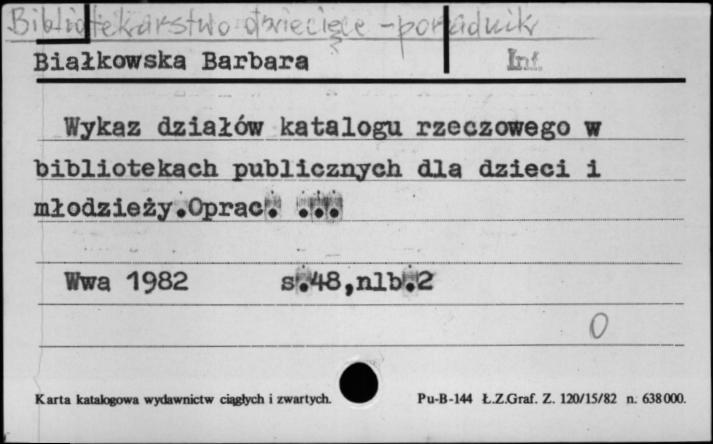 Bibliotekarstwo dziecięce - poradnik
Białkowska Barbara Inf.
Wykaz działów katalogu rzeczowego w
bibliotekach publicznych dla dzieci i
młodzieży.Oprac. ...
Wwa 1982 s.48,nlb.2
0
Karta katalogowa wydawnictw ciągłych i zwartych. Pu-B-144 Ł.Z.Graf. Z. 120/15/82 n. 638000.